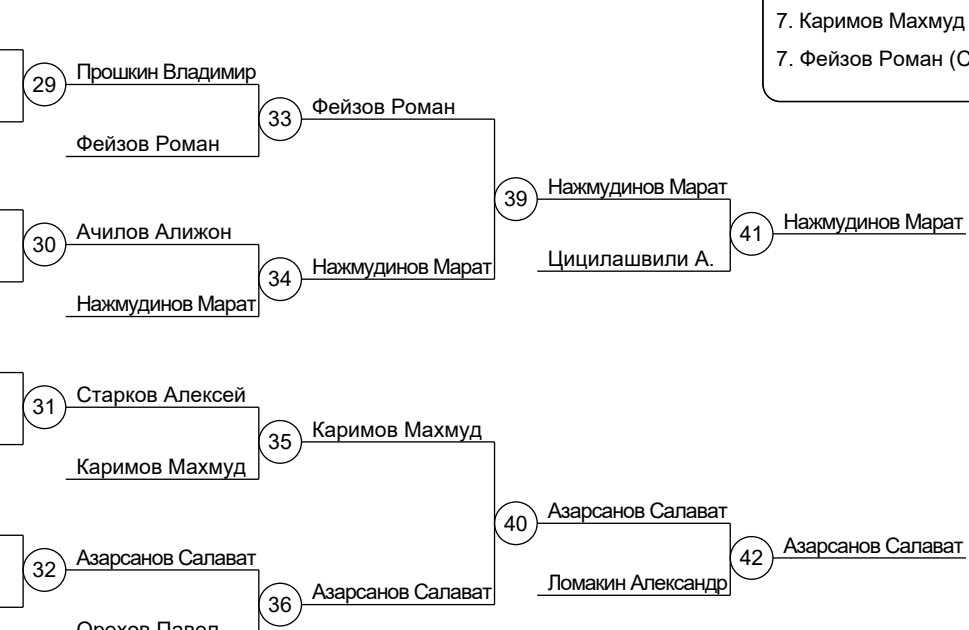 7. Каримов Махмуд
7. Фейзов Роман (С
29
Прошкин Владимир
33
Фейзов Роман
Фейзов Роман
39
Нажмудинов Марат
30
Ачилов Алижон
41
Нажмудинов Марат
34
Нажмудинов Марат
Цицилашвили А.
Нажмудинов Марат
31
Старков Алексей
35
Каримов Махмуд
Каримов Махмуд
40
Азарсанов Салават
32
Азарсанов Салават
42
Азарсанов Салават
36
Азарсанов Салават
Ломакин Александр